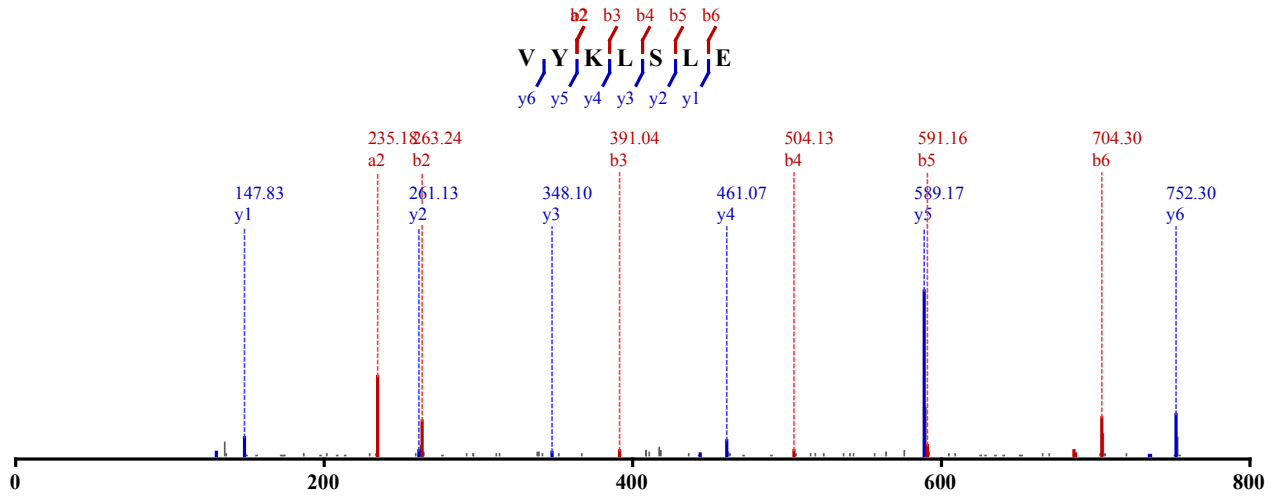 a2 b2 b3 b4 b5 b6
V Y K L S L E
y6 y5 y4 y3 y2 y1
235.18 263.24 391.04 504.13 591.16 704.30
a2 b2 b3 b4 b5 b6
147.83 261.13 348.10 461.07 589.17 752.30
y1 y2 y3 y4 y5 y6
0 200 400 600 800